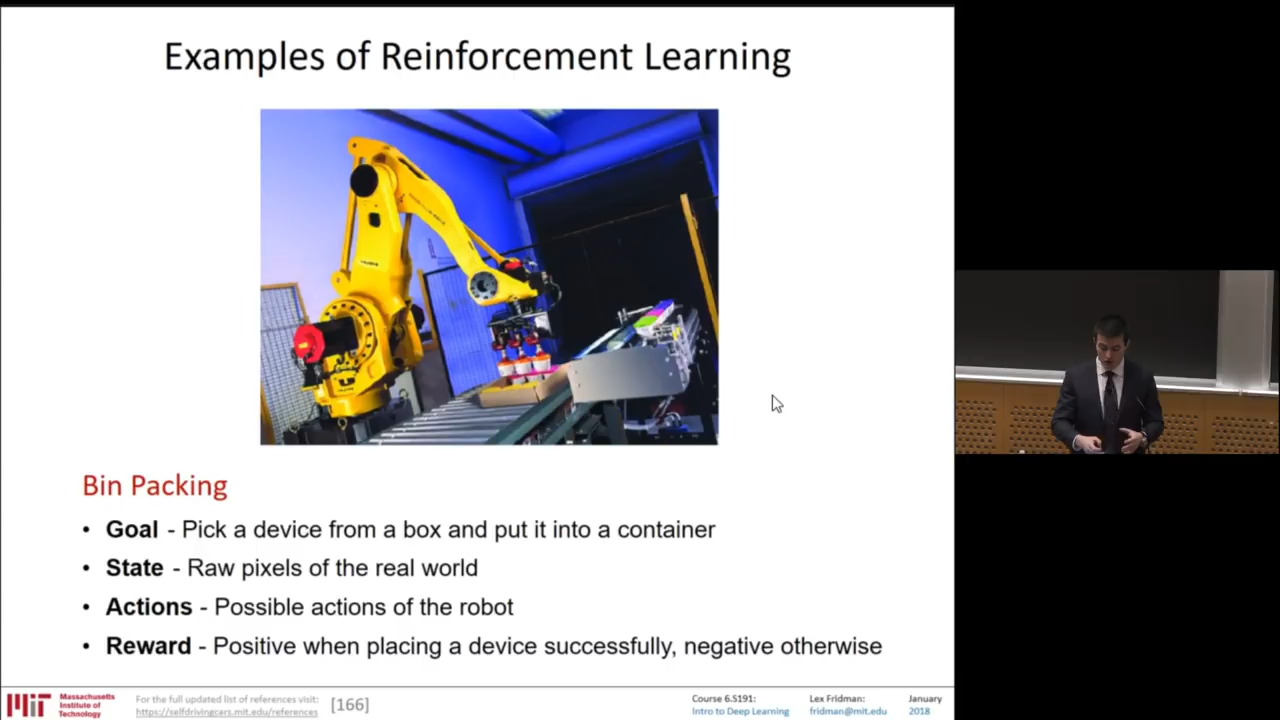 Examples of Reinforcement Learning
Bin Packing
• Goal - Pick a device from a box and put it into a container
• State - Raw pixels of the real world
• Actions - Possible actions of the robot
• Reward - Positive when placing a device successfully, negative otherwise
Massachusetts
Institute of
Technology
For the full updated list of references visit:
https://selfdrivingcars.mit.edu/references
[166]
Course 6.S191:
Intro to Deep Learning
Lex Fridman:
fridman@mit.edu
January
2018